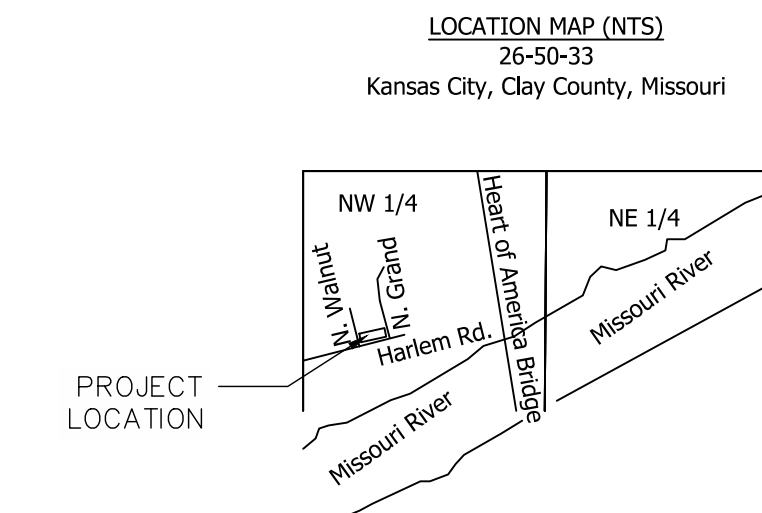 LOCATION MAP (NTS)
26-50-33
Kansas City, Clay County, Missouri
NW 1/4
NE 1/4
Heart of America Bridge
N. Walnut
N. Grand
Harlem Rd.
Missouri River
PROJECT
LOCATION
Missouri River